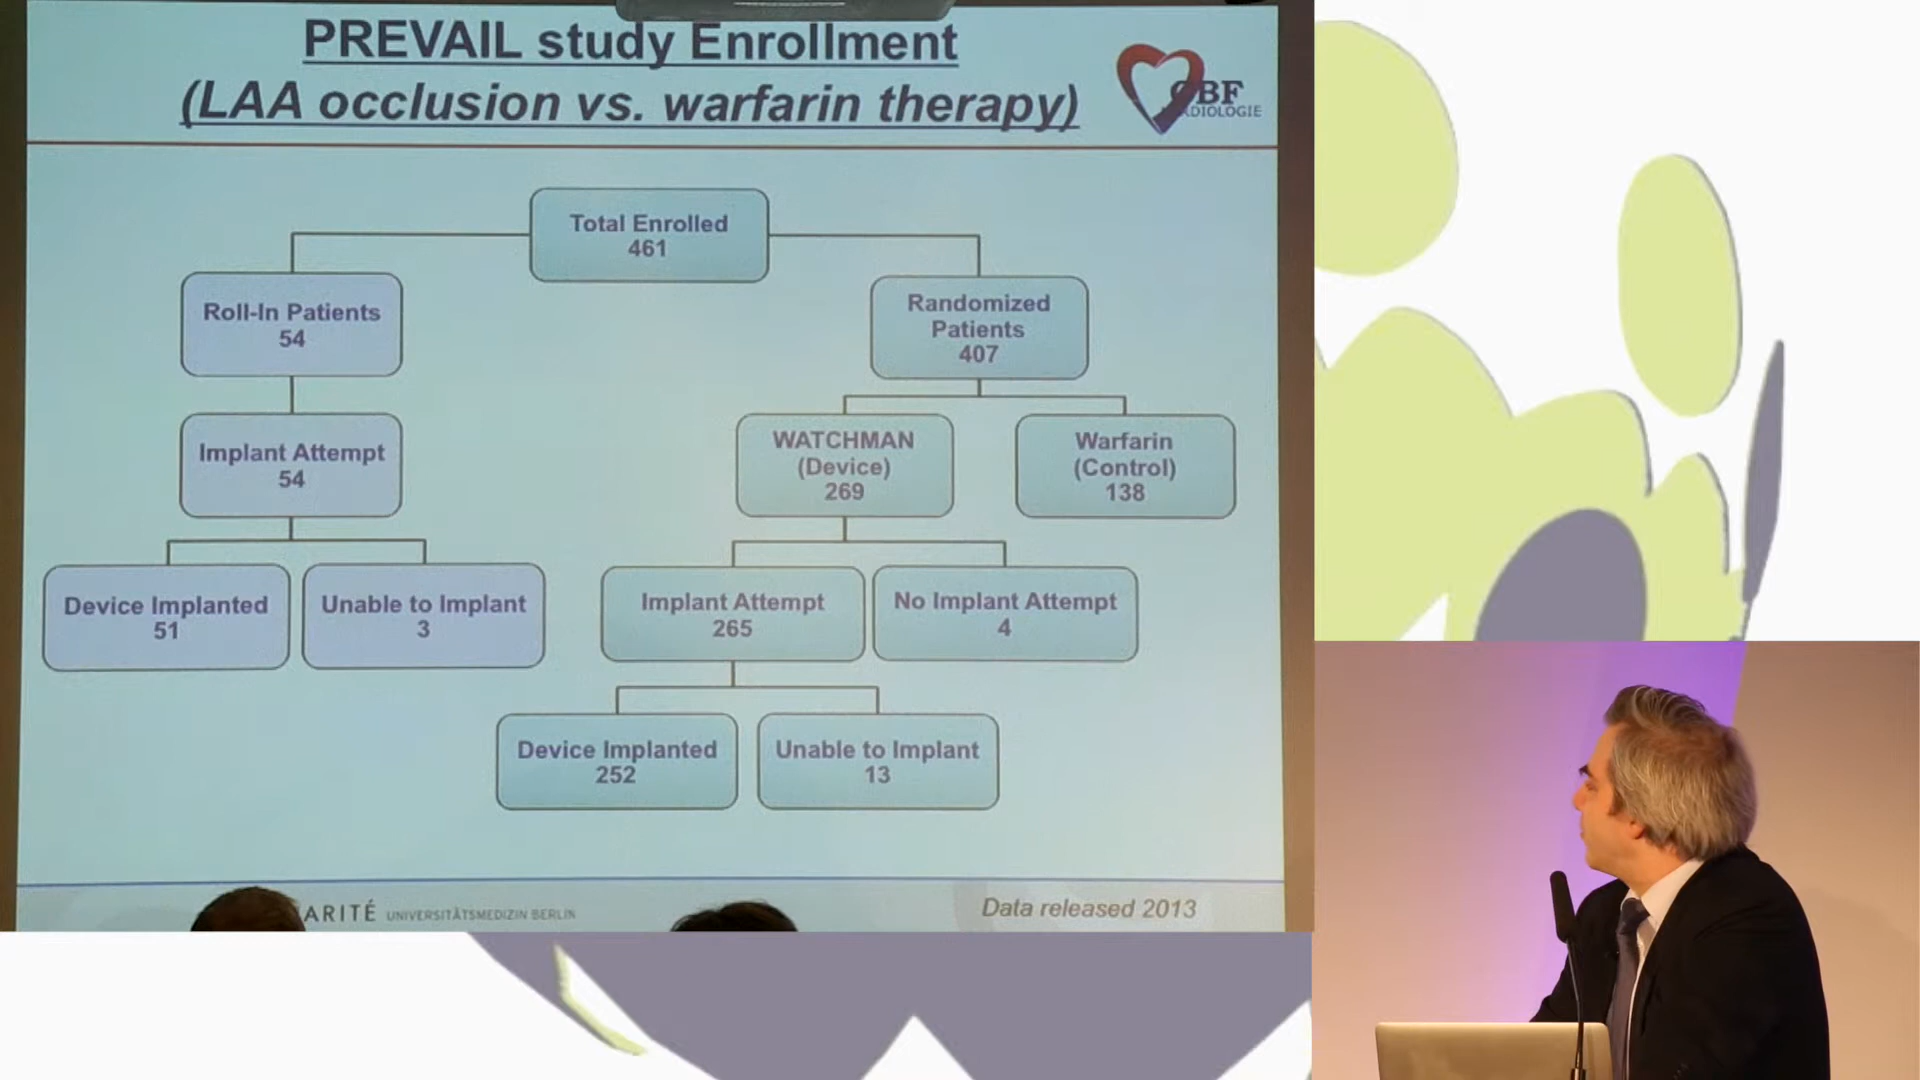 PREVAIL study Enrollment
(LAA occlusion vs. warfarin therapy)
CBF
Total Enrolled
461
Roll-In Patients
54
Randomized
Patients
407
Implant Attempt
54
WATCHMAN
(Device)
269
Warfarin
(Control)
138
Device Implanted
51
Unable to Implant
3
Implant Attempt
265
No Implant Attempt
4
Device Implanted
252
Unable to Implant
13
ARITÉ UNIVERSITÄTSMEDIZIN BERLIN
Data released 2013